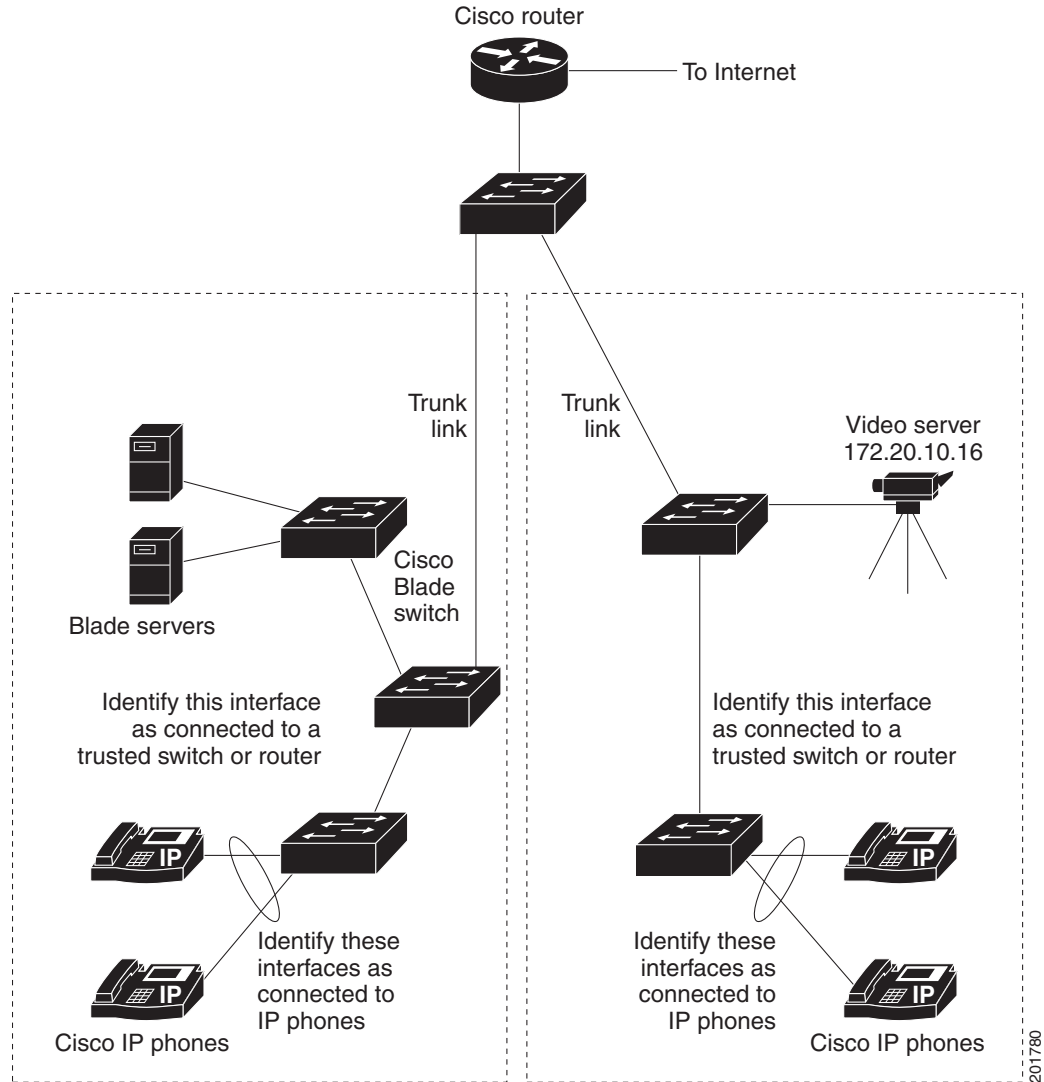 Cisco router
To Internet
Trunk
link
Trunk
link
Video server
172.20.10.16
Cisco
Blade
switch
Blade servers
Identify this interface
as connected to a
trusted switch or router
Identify this interface
as connected to a
trusted switch or router
IP
IP
IP
IP
Identify these
interfaces as
connected to
IP phones
Identify these
interfaces as
connected to
IP phones
Cisco IP phones
Cisco IP phones
201780